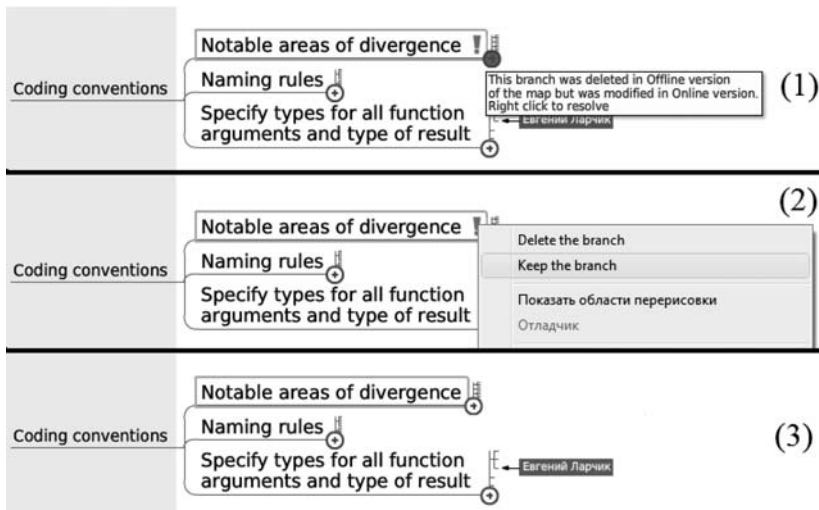 Coding conventions
Notable areas of divergence !
Naming rules
Specify types for all function
arguments and type of result
This branch was deleted in Offline version
of the map but was modified in Online version.
Right click to resolve
Евгений Ларчик
(1)
Coding conventions
Notable areas of divergence !
Naming rules
Specify types for all function
arguments and type of result
Delete the branch
Keep the branch
Показать области перерисовки
Отладчик
(2)
Coding conventions
Notable areas of divergence
Naming rules
Specify types for all function
arguments and type of result
Евгений Ларчик
(3)